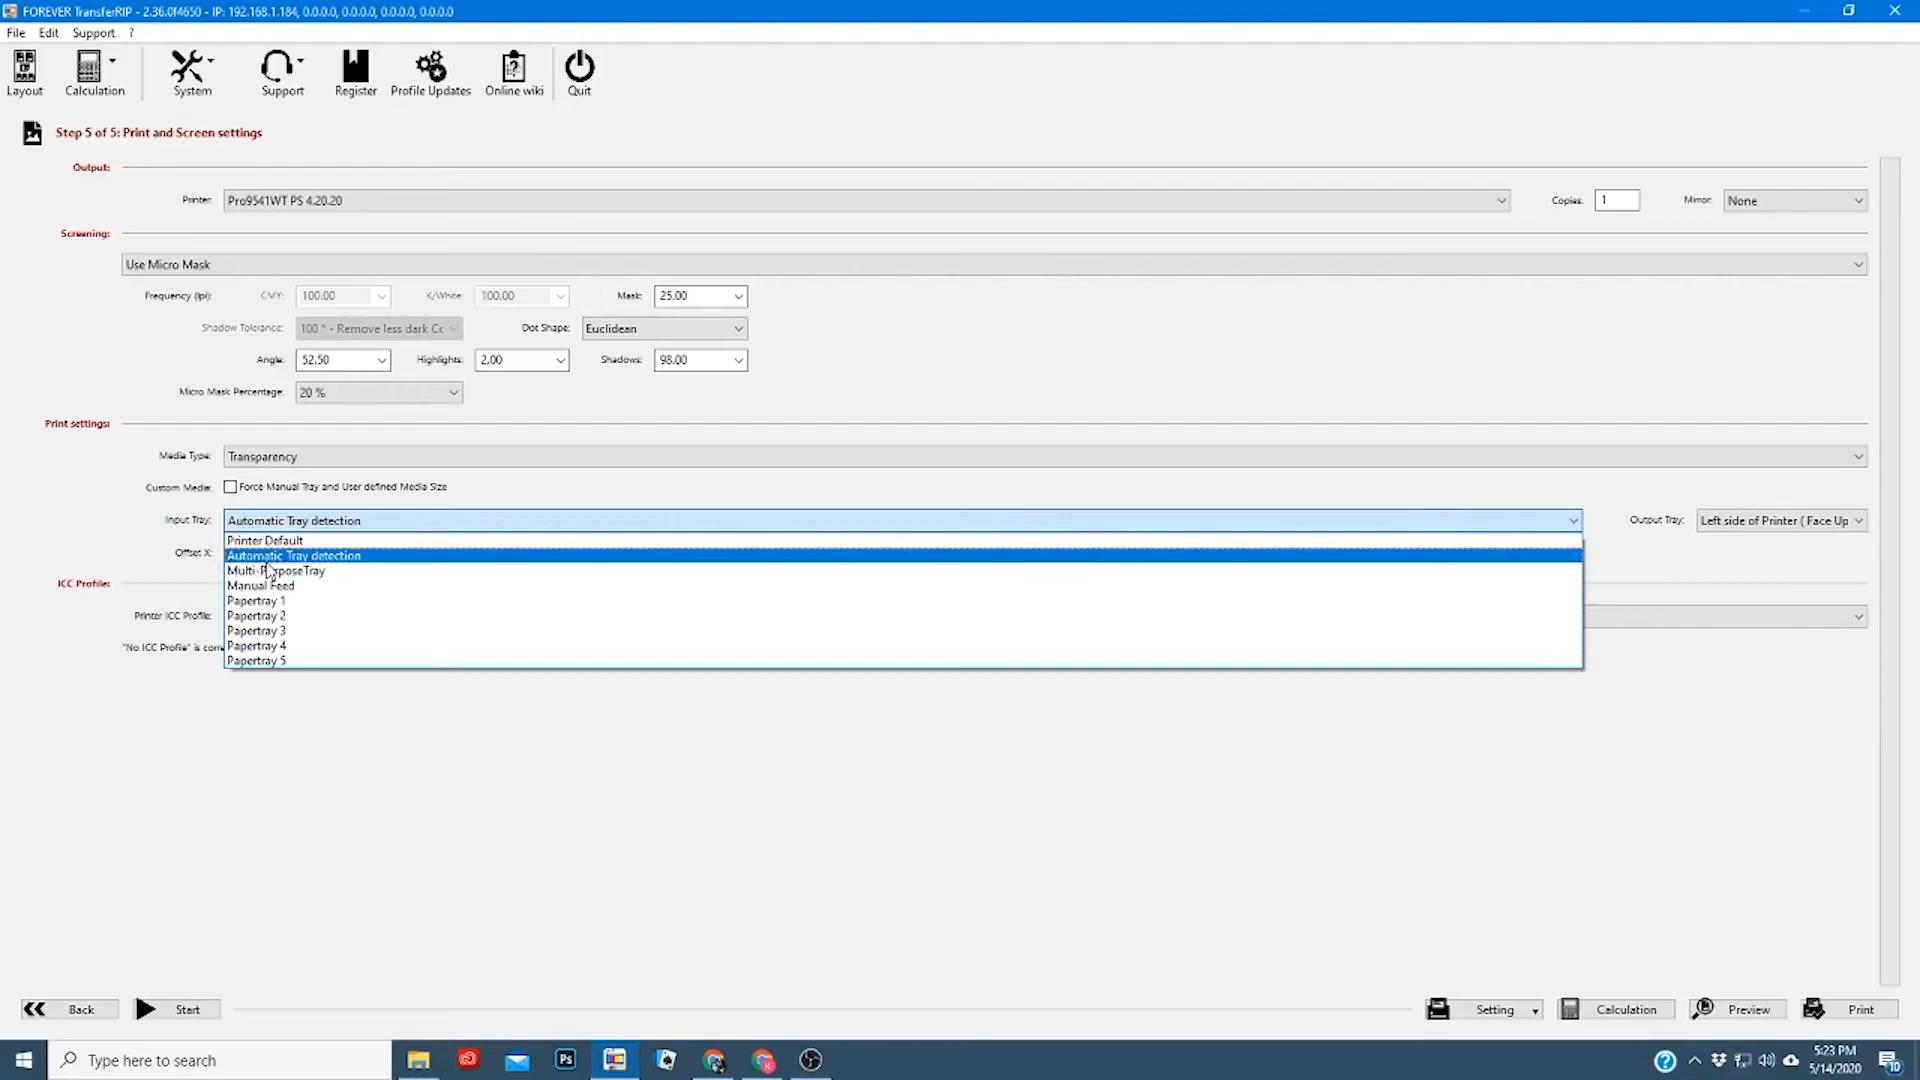 FOREVER TransferRIP - 2.36.0f4650 - IP: 192.168.1.184, 0.0.0.0, 0.0.0.0, 0.0.0.0, 0.0.0.0
File Edit Support ?
Layout Calculation System Support Register Profile Updates Online wiki Quit
Step 5 of 5: Print and Screen settings
Output:
Printer: Pro9541WT PS 4.20.20 Copies: 1 Mirror: None
Screening:
Use Micro Mask
Frequency (lpi): CMY: 100.00 K/White: 100.00 Mask: 25.00
Shadow Tolerance: 100 * - Remove less dark Cc Dot Shape: Euclidean
Angle: 52.50 Highlights: 2.00 Shadows: 98.00
Micro Mask Percentage: 20 %
Print settings:
Media Type: Transparency
Custom Media: Force Manual Tray and User defined Media Size
Input Tray: Automatic Tray detection Output Tray: Left side of Printer ( Face Up
Printer Default
Offset X: Automatic Tray detection
Multi-PurposeTray
ICC Profile: Manual Feed
Papertray 1
Printer ICC Profile: Papertray 2
Papertray 3
"No ICC Profile" is Papertray 4
Papertray 5
Back Start Setting Calculation Preview Print
Type here to search Ps 5:23 PM
5/14/2020 10